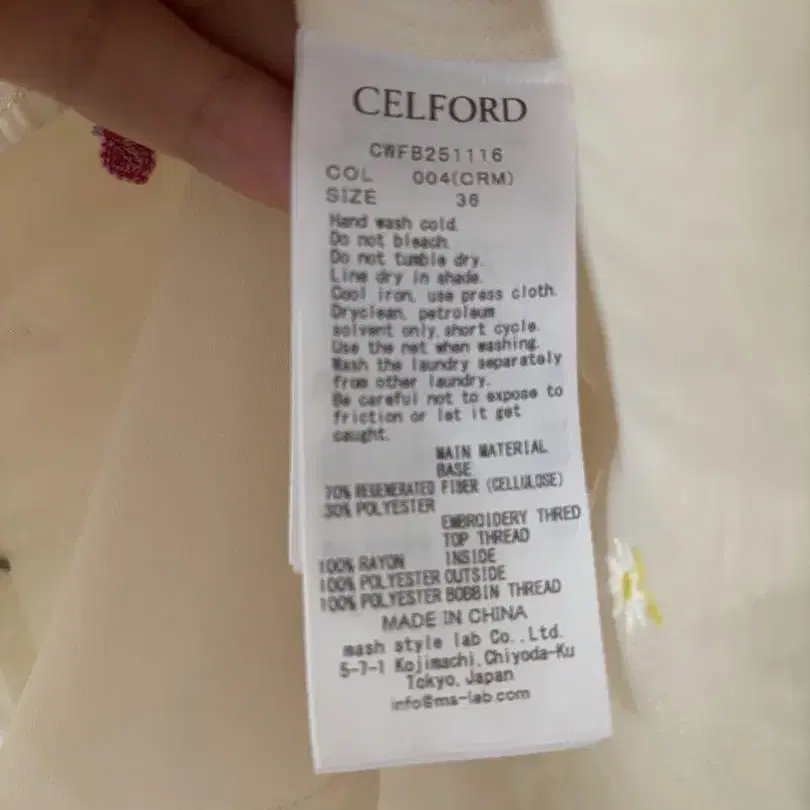 CELFORD
CWFB251116
COL 004(CRM)
SIZE 36
Hand wash cold.
Do not bleach.
Do not tumble dry.
Line dry in shade.
Cool iron, use press cloth.
Dryclean, petroleum
solvent only, short cycle.
Use the net when washing.
Wash the laundry separately
from other laundry.
Be careful not to expose to
friction or let it get
caught.
MAIN MATERIAL
BASE
70% REGENERATED FIBER (CELLULOSE)
30% POLYESTER
EMBROIDERY THRED
TOP THREAD
100% RAYON INSIDE
100% POLYESTER OUTSIDE
100% POLYESTER BOBBIN THREAD
MADE IN CHINA
mash style lab Co.,Ltd.
5-7-1 Kojimachi,Chiyoda-Ku
Tokyo,Japan
info@ms-lab.com